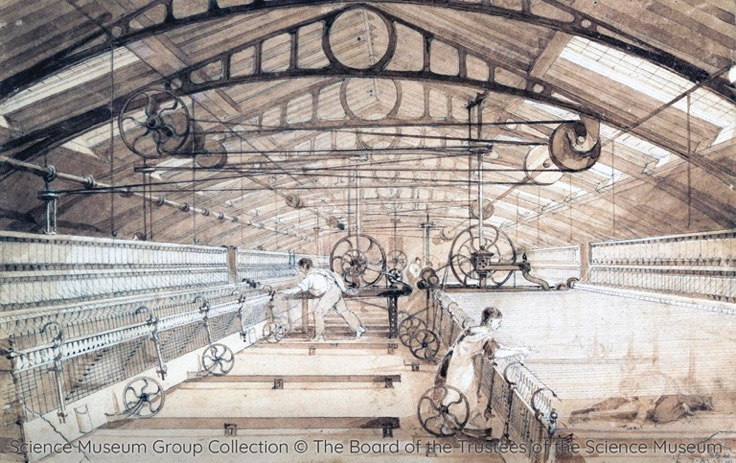 Science Museum Group Collection © The Board of the Trustees of the Science Museum